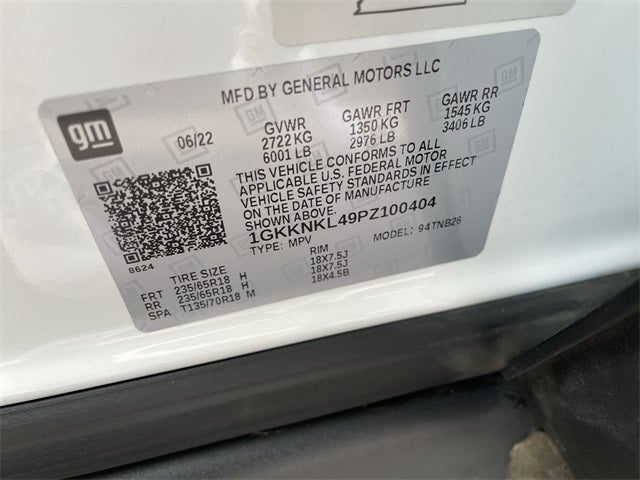 MFD BY GENERAL MOTORS LLC
gm
06/22
GVWR
2722 KG
6001 LB
GAWR FRT
1350 KG
2976 LB
GAWR RR
1545 KG
3406 LB
THIS VEHICLE CONFORMS TO ALL
APPLICABLE U.S. FEDERAL MOTOR
VEHICLE SAFETY STANDARDS IN EFFECT
ON THE DATE OF MANUFACTURE
SHOWN ABOVE.
1GKKNKL49PZ100404
TYPE: MPV
MODEL: 94TNB26
8624
TIRE SIZE
RIM
FRT 235/65R18 H 18X7.5J
RR 235/65R18 H 18X7.5J
SPA T135/70R18 M 18X4.5B